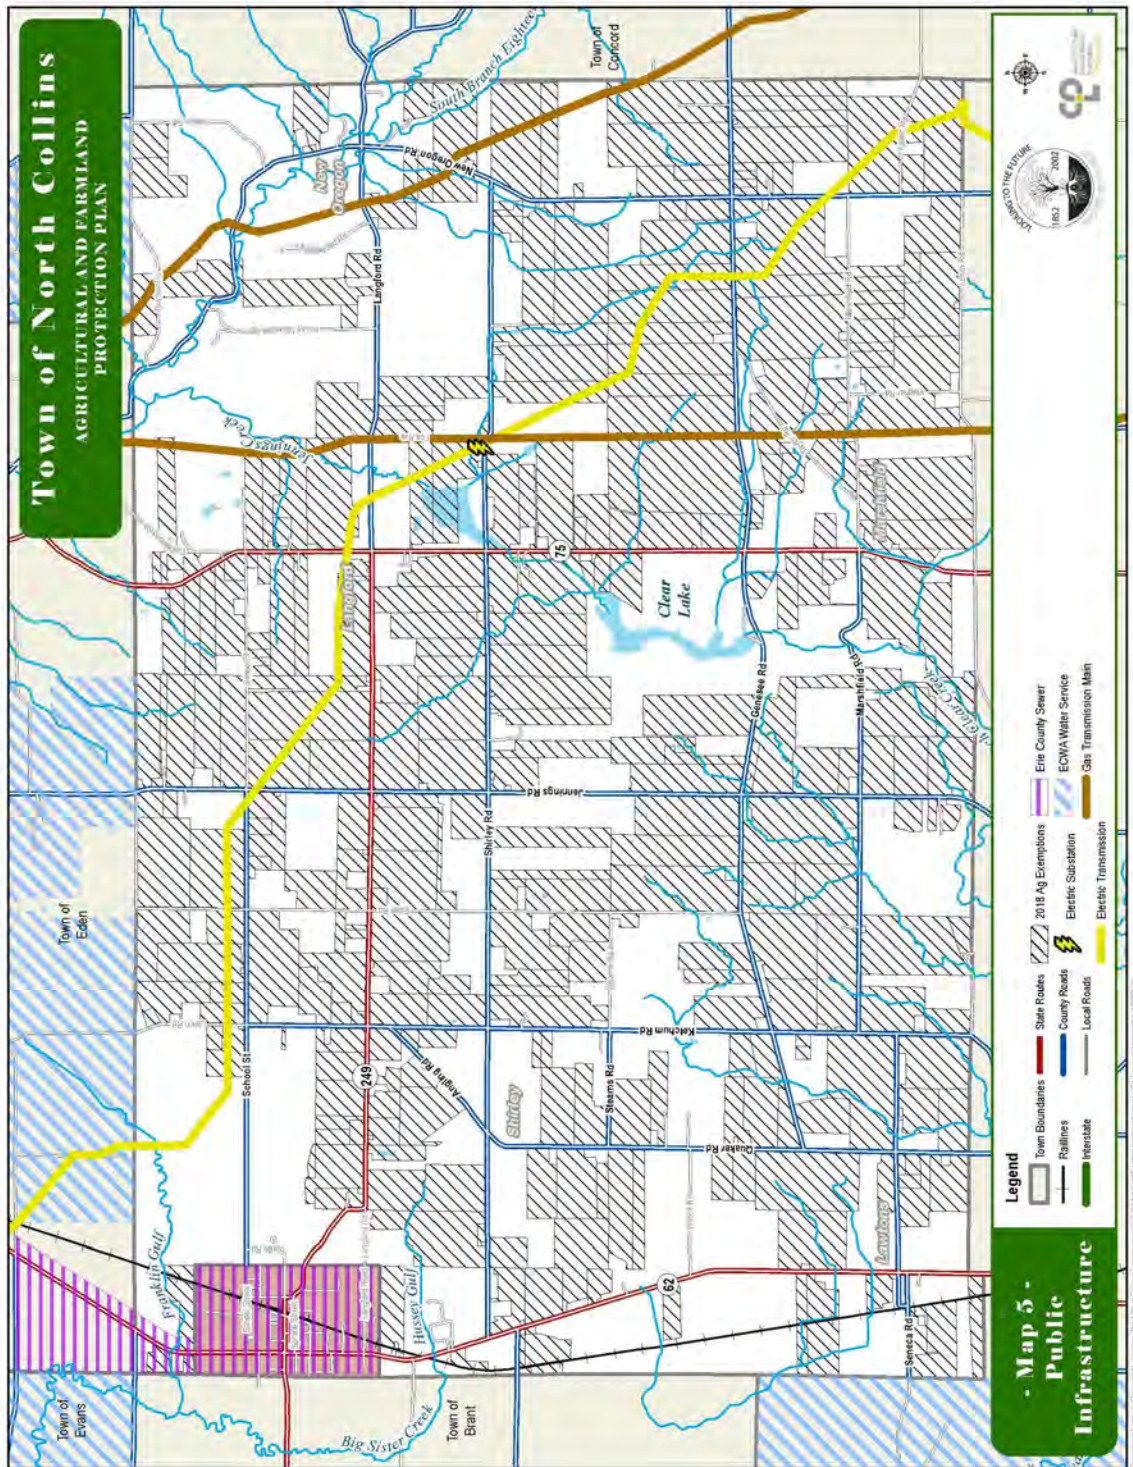 Town of North Collins
AGRICULTURAL AND FARMLAND
PROTECTION PLAN
Town of
Evans
Town of
Eden
Town of
Brant
Town of
Concord
Franklin Gulf
Hussey Gulf
Big Sister Creek
Jennings Creek
South Branch Eighteen
Clear
Lake
Clear Creek
New
Oregon
Langford
Shirley
Lawtons
Marshfield
School St
249
Langford Rd
New Oregon Rd
Angling Rd
Shirley Rd
Jennings Rd
75
Stearns Rd
Ketchum Rd
Quaker Rd
Genesee Rd
Marshfield Rd
62
Seneca Rd
- Map 5 -
Public
Infrastructure
Legend
Town Boundaries
Raillines
Interstate
State Routes
County Roads
Local Roads
2018 Ag Exemptions
Electric Substation
Electric Transmission
Erie County Sewer
ECWA Water Service
Gas Transmission Main
LOOKING TO THE FUTURE
1852 2002
CPL
N